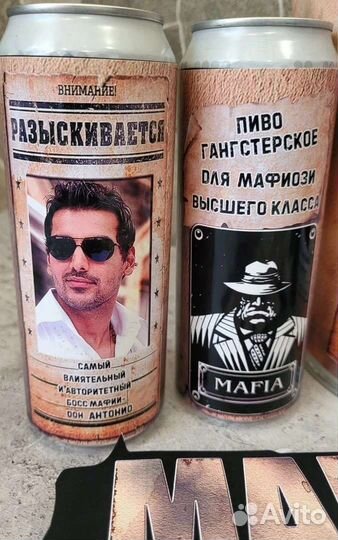 ВНИМАНИЕ!
РАЗЫСКИВАЕТСЯ
САМЫЙ
ВЛИЯТЕЛЬНЫЙ
И АВТОРИТЕТНЫЙ
БОСС МАФИИ-
ДОН АНТОНИО
ПИВО
ГАНГСТЕРСКОЕ
ДЛЯ МАФИОЗИ
ВЫСШЕГО КЛАССА
MAFIA
Avito